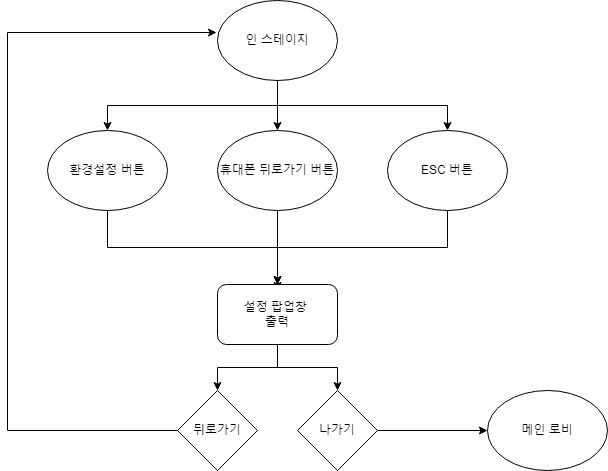 인 스테이지
환경설정 버튼
휴대폰 뒤로가기 버튼
ESC 버튼
설정 팝업창
출력
뒤로가기
나가기
메인 로비